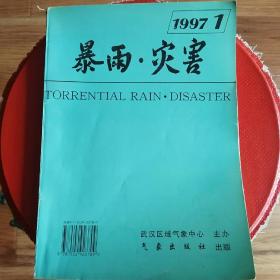 1997 1
暴雨·灾害
TORRENTIAL RAIN·DISASTER
武汉区域气象中心 主办
气象出版社 出版